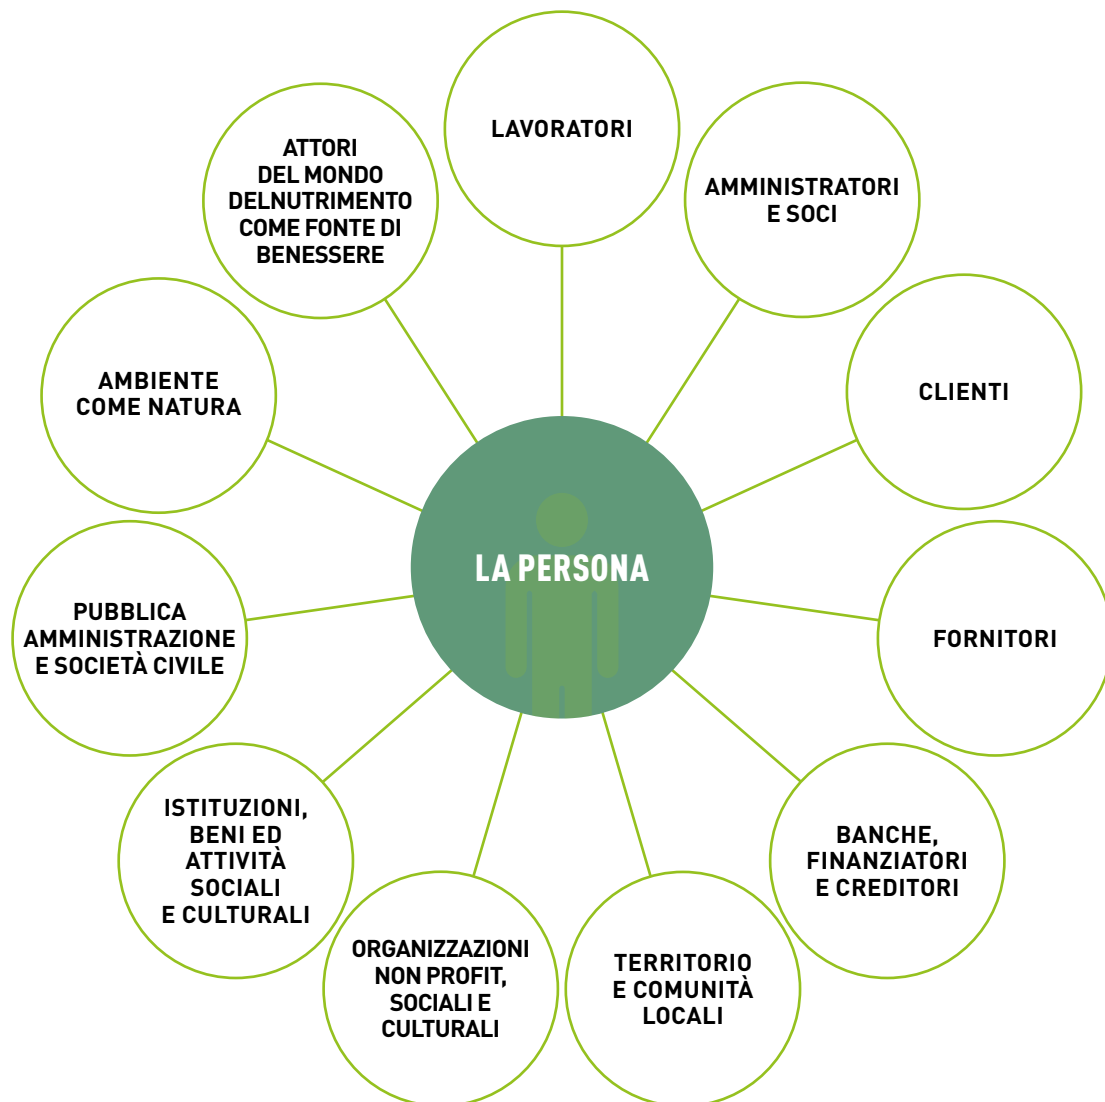 LAVORATORI
AMMINISTRATORI
E SOCI
CLIENTI
FORNITORI
BANCHE,
FINANZIATORI
E CREDITORI
TERRITORIO
E COMUNITÀ
LOCALI
ORGANIZZAZIONI
NON PROFIT,
SOCIALI E
CULTURALI
ISTITUZIONI,
BENI ED
ATTIVITÀ
SOCIALI
E CULTURALI
PUBBLICA
AMMINISTRAZIONE
E SOCIETÀ CIVILE
AMBIENTE
COME NATURA
ATTORI
DEL MONDO
DELNUTRIMENTO
COME FONTE DI
BENESSERE
LA PERSONA